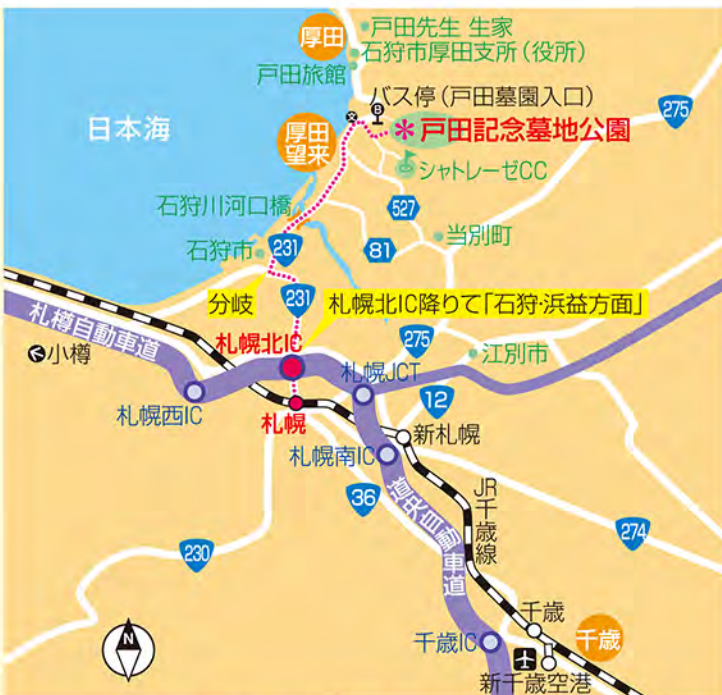 厚田
戸田先生 生家
石狩市厚田支所(役所)
戸田旅館
バス停(戸田墓園入口)
B
文
275
日本海
厚田
望来
戸田記念墓地公園
シャトレーゼCC
石狩川河口橋
527
当別町
石狩市
231
81
分岐
231
札幌北IC降りて「石狩・浜益方面」
札樽自動車道
札幌北IC
275
江別市
小樽
札幌JCT
札幌西IC
札幌
12
新札幌
札幌南IC
36
JR千歳線
道央自動車道
230
274
千歳
千歳
千歳IC
N
新千歳空港